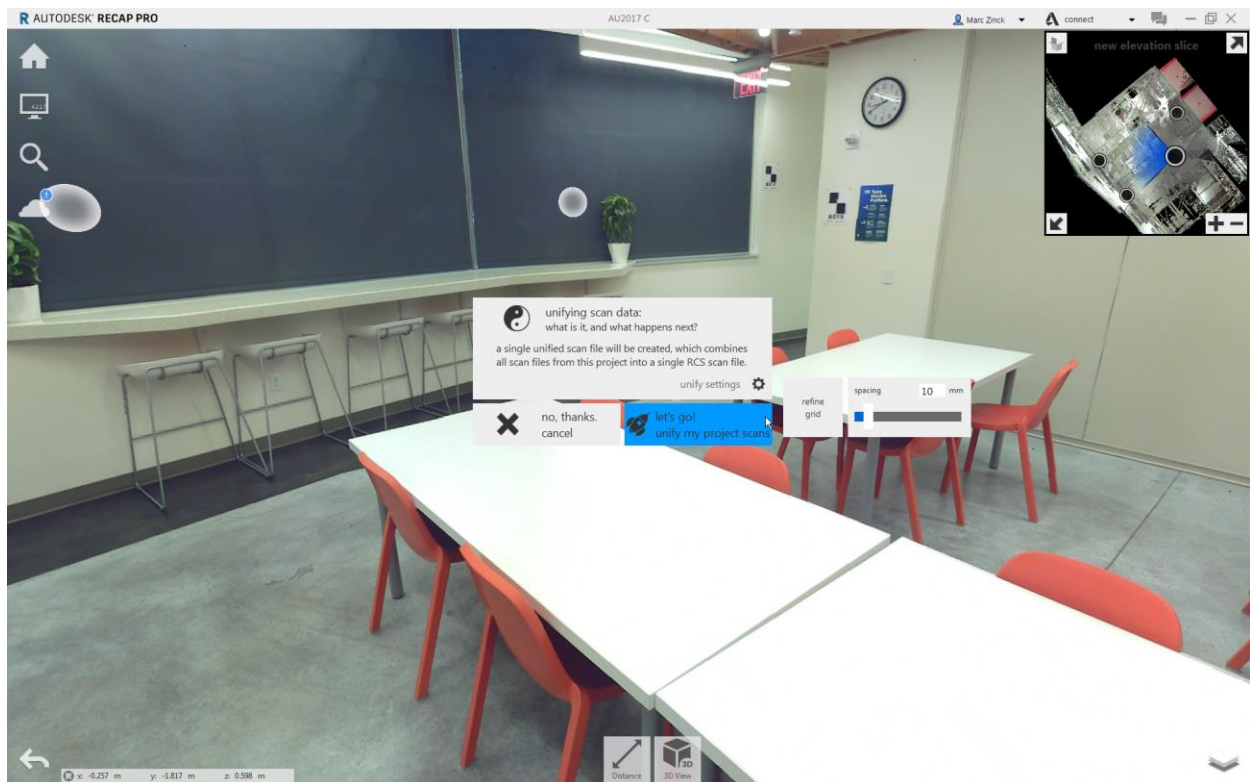 R AUTODESK® RECAP PRO
AU2017 C
Marc Zinck
connect
new elevation slice
EXIT
unifying scan data:
what is it, and what happens next?
a single unified scan file will be created, which combines
all scan files from this project into a single RCS scan file.
unify settings
no, thanks.
cancel
let's go!
unify my project scans
refine
grid
spacing
10 mm
Distance
3D
3D View
x: -0.257 m y: -1.817 m z: 0.598 m